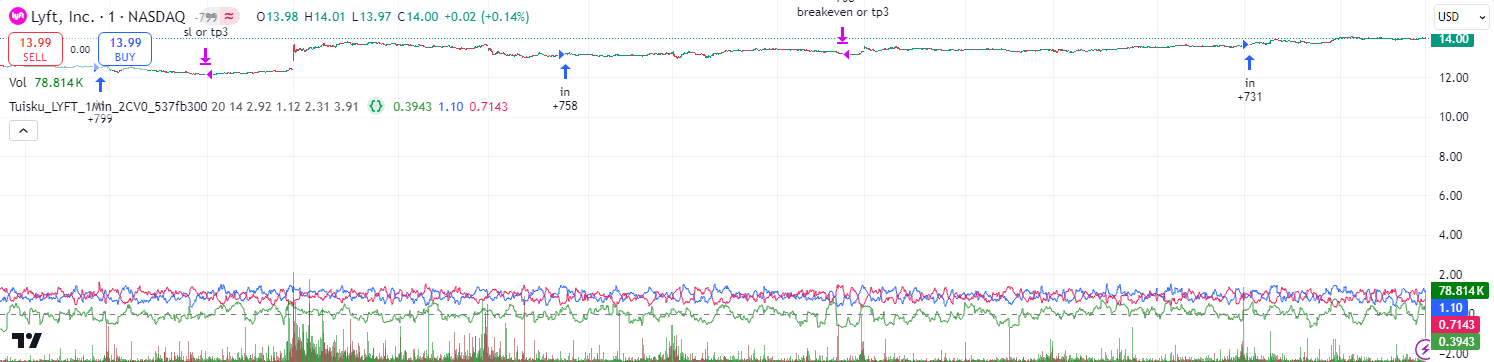 Lyft, Inc. · 1 · NASDAQ -799 ≈ O13.98 H14.01 L13.97 C14.00 +0.02 (+0.14%)
breakeven or tp3
USD
sl or tp3
13.99 SELL
0.00
13.99 BUY
14.00
Vol 78.814K
12.00
in
+758
in
+731
Tuisku_LYFT_1Min_2CV0_537fb300 20 14 2.92 1.12 2.31 3.91 {} 0.3943 1.10 0.7143
+799
10.00
8.00
6.00
4.00
2.00
78.814K
1.10
0.7143
0.3943
−2.00